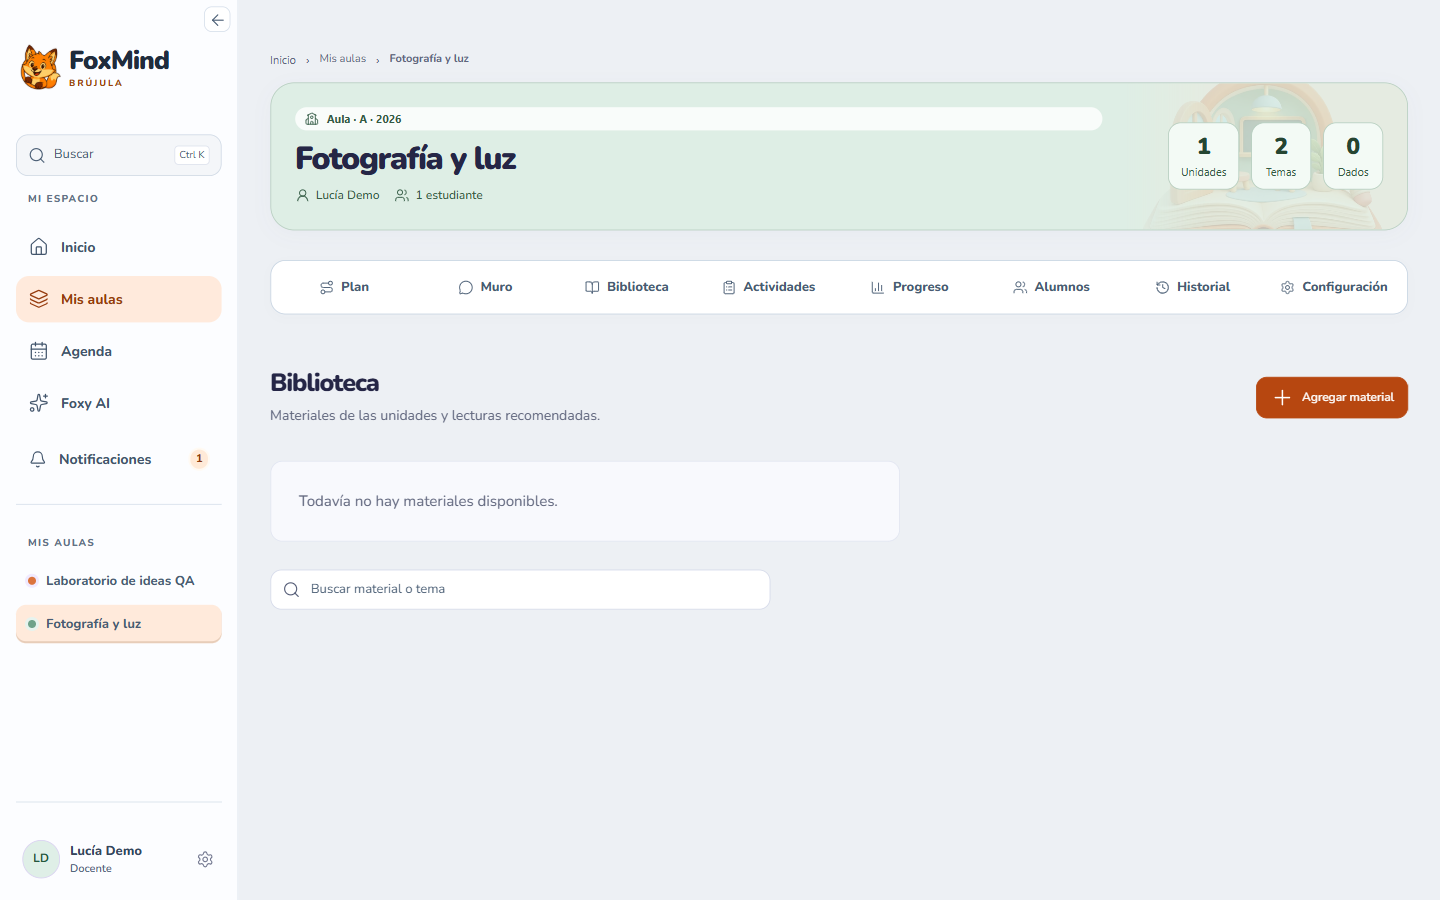 FoxMind
BRÚJULA
Buscar Ctrl K
MI ESPACIO
Inicio
Mis aulas
Agenda
Foxy AI
Notificaciones 1
MIS AULAS
Laboratorio de ideas QA
Fotografía y luz
LD Lucía Demo
Docente
Inicio › Mis aulas › Fotografía y luz
Aula · A · 2026
Fotografía y luz
Lucía Demo 1 estudiante
1 Unidades
2 Temas
0 Dados
Plan Muro Biblioteca Actividades Progreso Alumnos Historial Configuración
Biblioteca
Materiales de las unidades y lecturas recomendadas.
Agregar material
Todavía no hay materiales disponibles.
Buscar material o tema